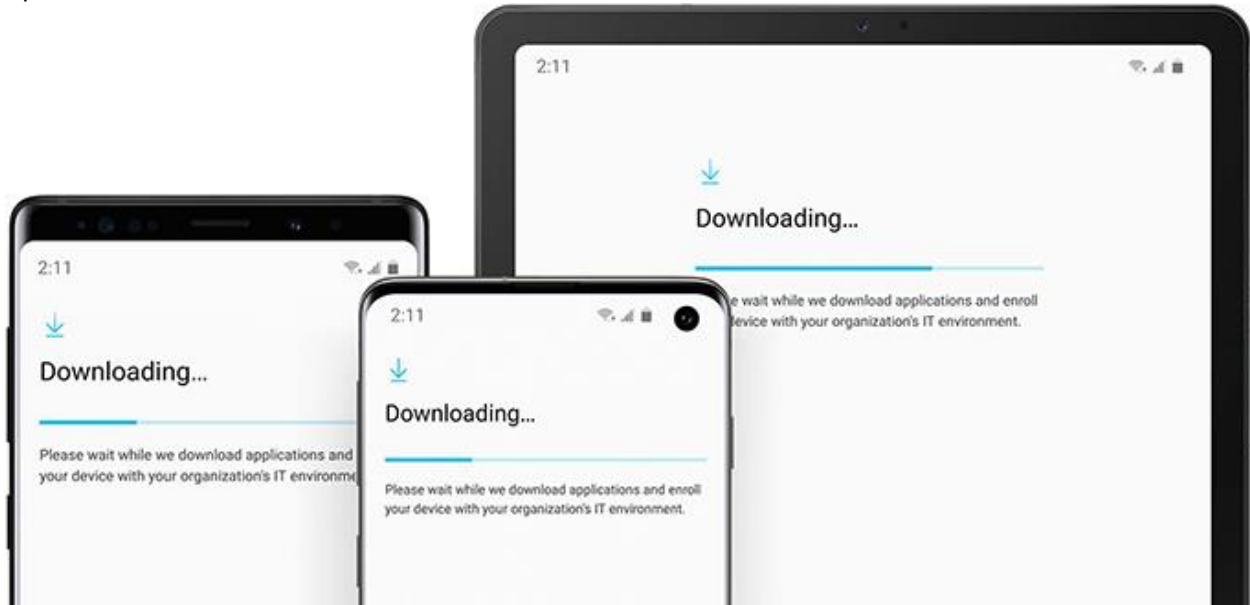 2:11
Downloading...
wait while we download applications and enroll
device with your organization's IT environment.
2:11
Downloading...
Please wait while we download applications and
your device with your organization's IT
2:11
Downloading...
Please wait while we download applications and enroll
your device with your organization's IT environment.